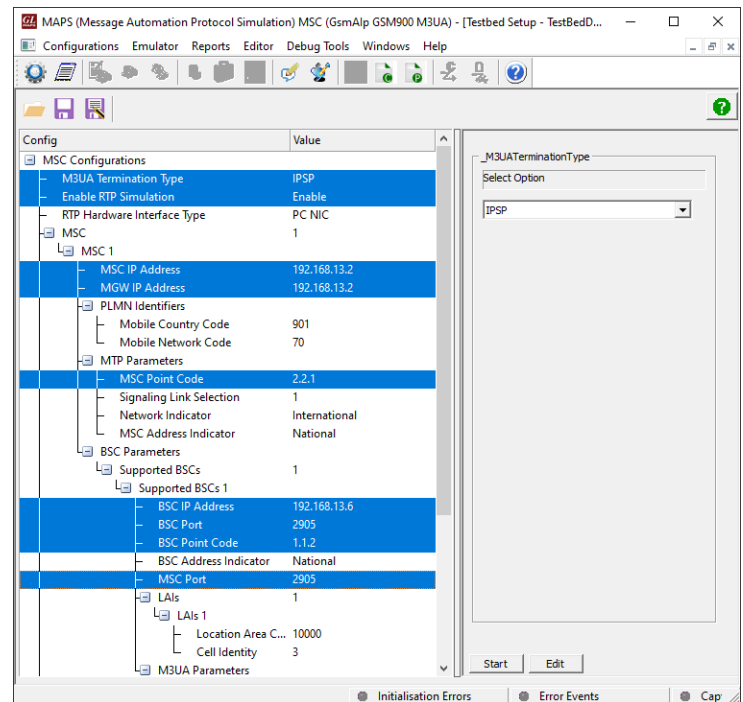 GL MAPS (Message Automation Protocol Simulation) MSC (GsmAIp GSM900 M3UA) - [Testbed Setup - TestBedD...
Configurations Emulator Reports Editor Debug Tools Windows Help
Config Value
MSC Configurations
M3UA Termination Type IPSP
Enable RTP Simulation Enable
RTP Hardware Interface Type PC NIC
MSC 1
MSC 1
MSC IP Address 192.168.13.2
MGW IP Address 192.168.13.2
PLMN Identifiers
Mobile Country Code 901
Mobile Network Code 70
MTP Parameters
MSC Point Code 2.2.1
Signaling Link Selection 1
Network Indicator International
MSC Address Indicator National
BSC Parameters
Supported BSCs 1
Supported BSCs 1
BSC IP Address 192.168.13.6
BSC Port 2905
BSC Point Code 1.1.2
BSC Address Indicator National
MSC Port 2905
LAIs 1
LAIs 1
Location Area C... 10000
Cell Identity 3
M3UA Parameters
_M3UATerminationType
Select Option
IPSP
Start Edit
Initialisation Errors Error Events Cap